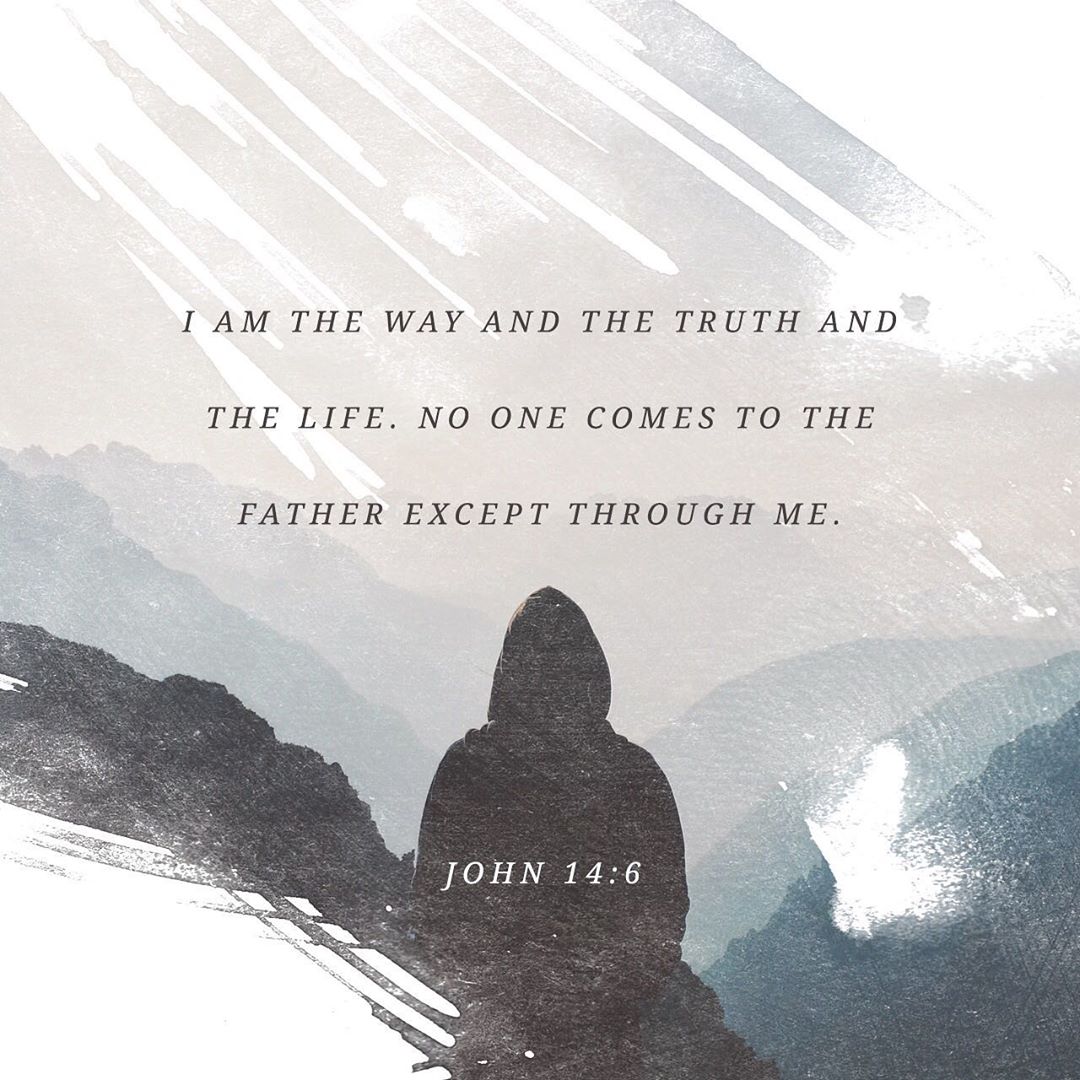 I AM THE WAY AND THE TRUTH AND
THE LIFE. NO ONE COMES TO THE
FATHER EXCEPT THROUGH ME.
JOHN 14:6